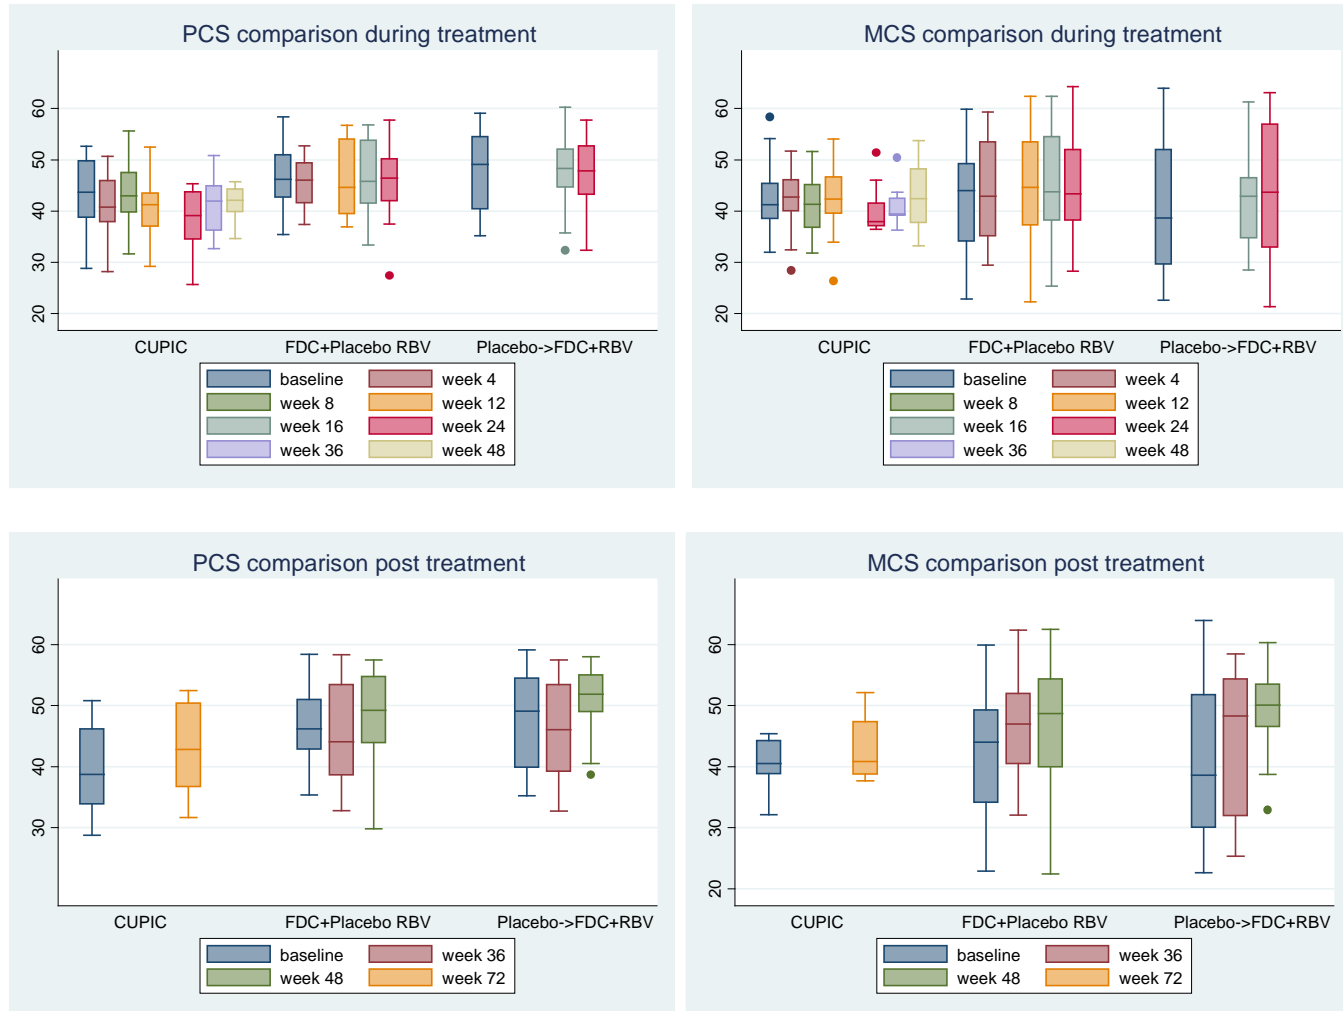 PCS comparison during treatment
60
50
40
30
20
CUPIC FDC+Placebo RBV Placebo->FDC+RBV
baseline week 4
week 8 week 12
week 16 week 24
week 36 week 48
MCS comparison during treatment
60
50
40
30
20
CUPIC FDC+Placebo RBV Placebo->FDC+RBV
baseline week 4
week 8 week 12
week 16 week 24
week 36 week 48
PCS comparison post treatment
60
50
40
30
CUPIC FDC+Placebo RBV Placebo->FDC+RBV
baseline week 36
week 48 week 72
MCS comparison post treatment
60
50
40
30
20
CUPIC FDC+Placebo RBV Placebo->FDC+RBV
baseline week 36
week 48 week 72